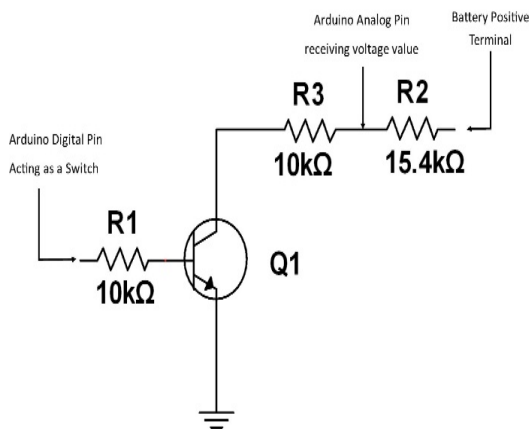 Arduino Analog Pin
receiving voltage value
Battery Positive
Terminal
R3
R2
10kΩ
15.4kΩ
Arduino Digital Pin
Acting as a Switch
R1
10kΩ
Q1